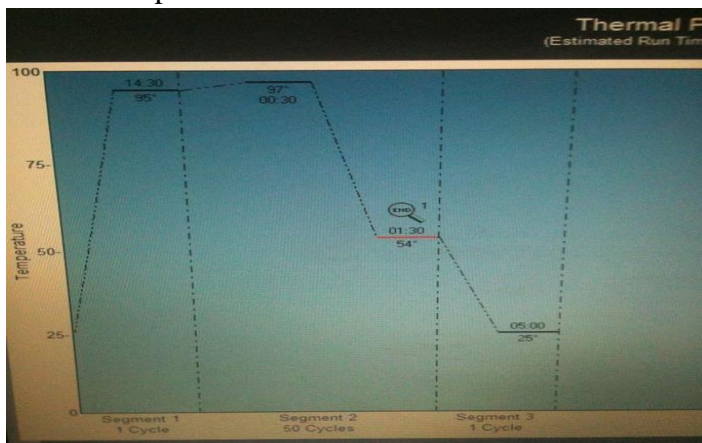 Thermal P
(Estimated Run Tim
100
75-
50-
25-
0
Temperature
14:30
95°
97°
00:30
END 1
01:30
54°
05:00
25°
Segment 1
1 Cycle
Segment 2
50 Cycles
Segment 3
1 Cycle